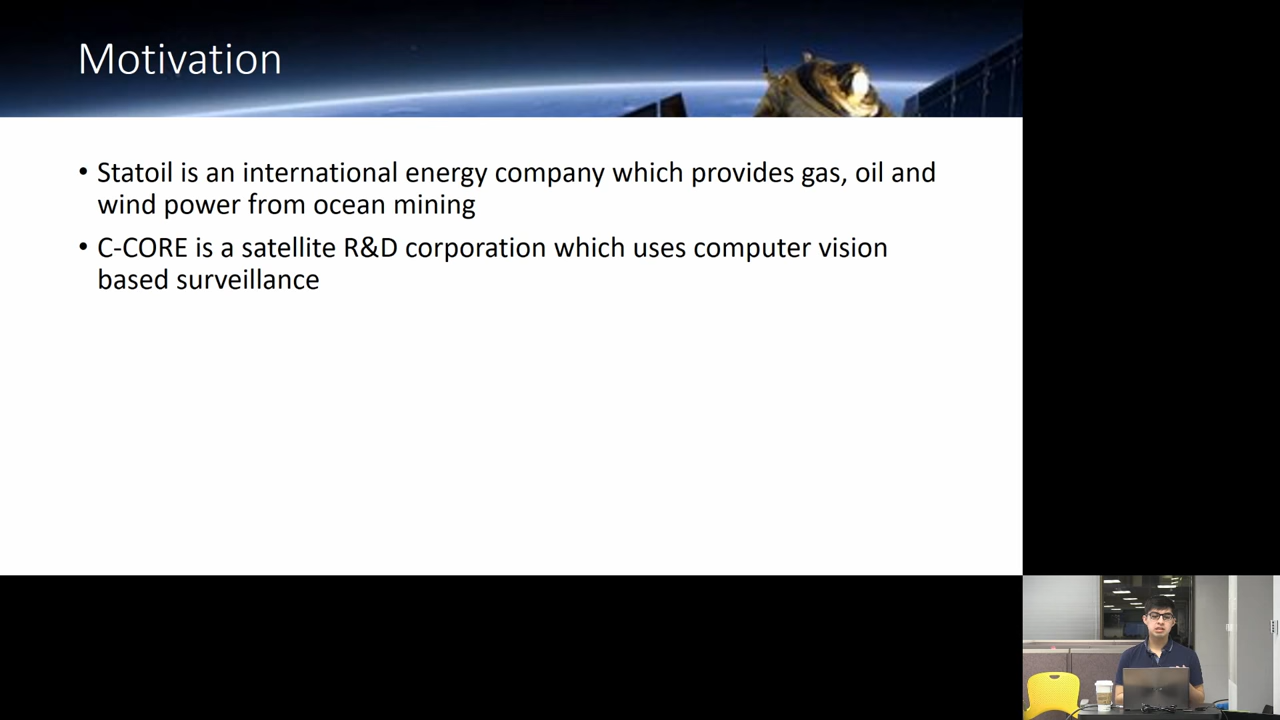 Motivation
• Statoil is an international energy company which provides gas, oil and
wind power from ocean mining
• C-CORE is a satellite R&D corporation which uses computer vision
based surveillance